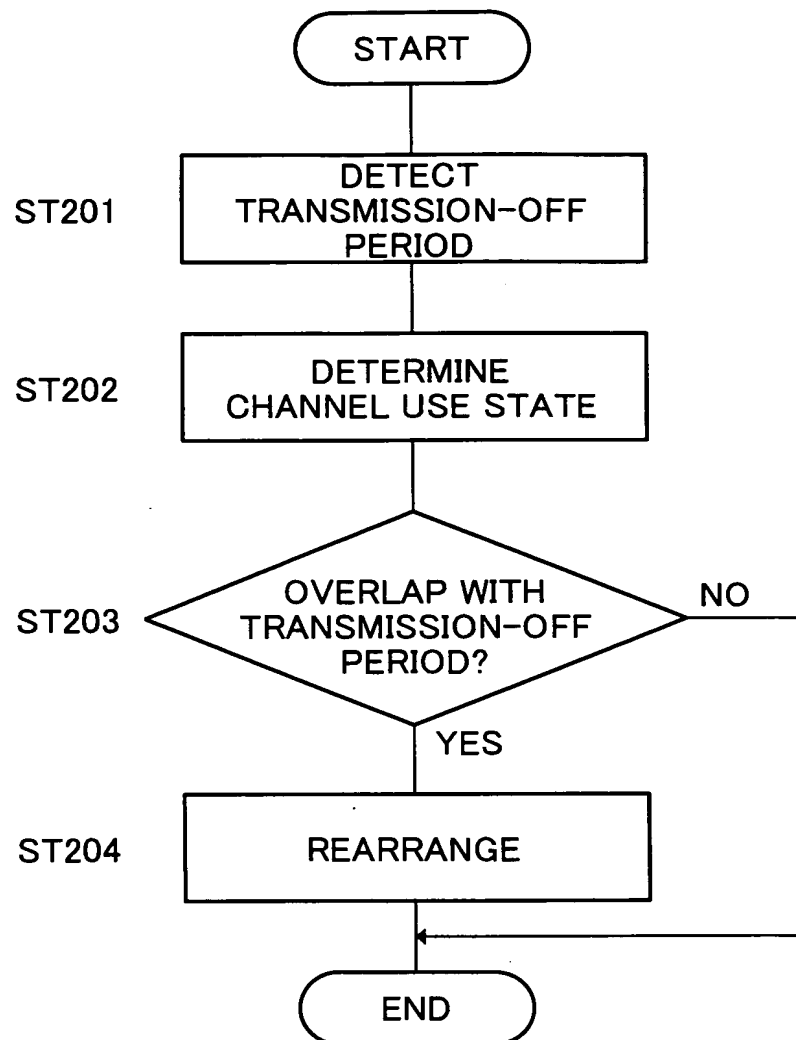 START
ST201
DETECT
TRANSMISSION-OFF
PERIOD
ST202
DETERMINE
CHANNEL USE STATE
ST203
OVERLAP WITH
TRANSMISSION-OFF
PERIOD?
NO
YES
ST204
REARRANGE
END